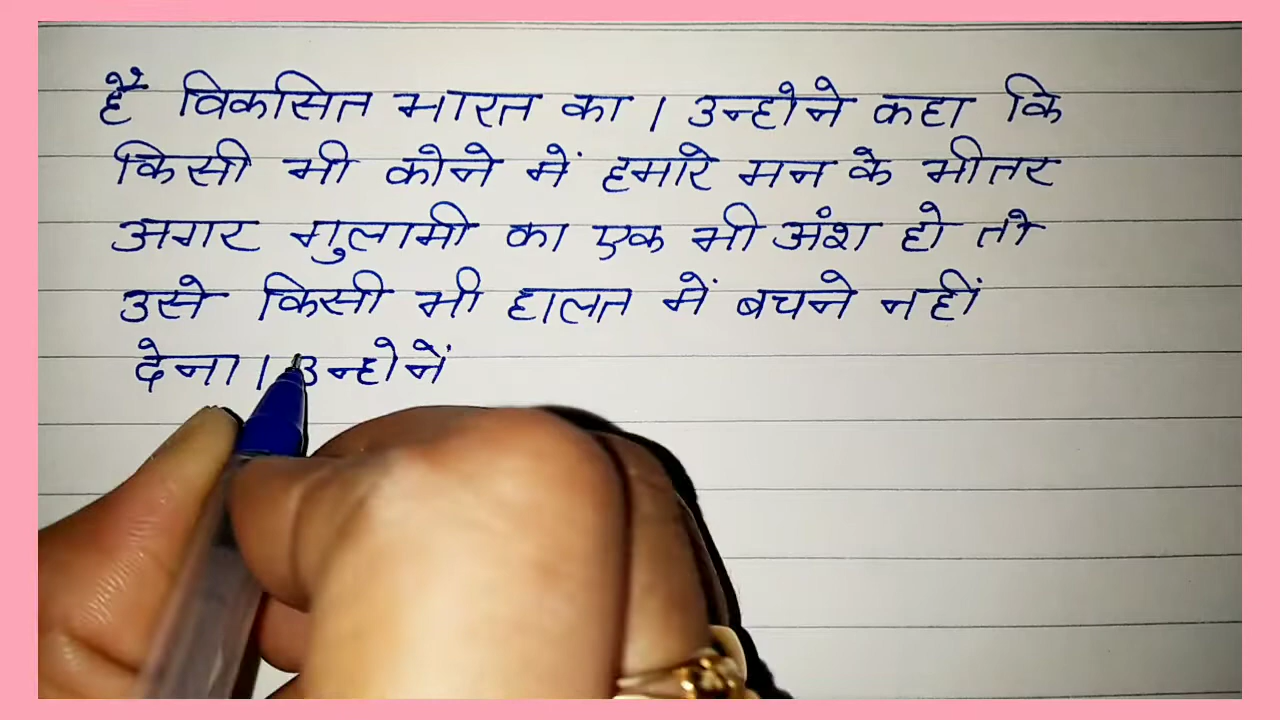 है विकसित भारत का। उन्होने कहा कि
किसी भी कोने में हमारे मन के भीतर
अगर गुलामी का एक भी अंश हो तो
उसे किसी भी हालत में बचने नहीं
देना। उन्होनें